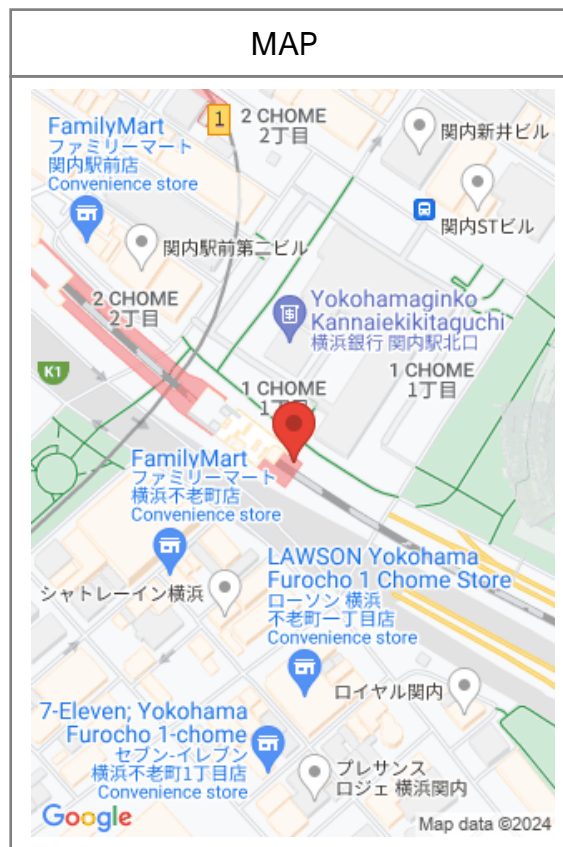 MAP
1
2 CHOME
2丁目
FamilyMart
ファミリーマート
関内駅前店
Convenience store
関内新井ビル
関内STビル
関内駅前第二ビル
2 CHOME
2丁目
Yokohamaginko
Kannaiekikitaguchi
横浜銀行 関内駅北口
K1
1 CHOME
1丁目
1 CHOME
FamilyMart
ファミリーマート
横浜不老町店
Convenience store
LAWSON Yokohama
Furocho 1 Chome Store
ローソン 横浜
不老町一丁目店
Convenience store
シャトレーイン横浜
ロイヤル関内
7-Eleven; Yokohama
Furocho 1-chome
セブン-イレブン
横浜不老町1丁目店
Convenience store
プレサンス
ロジェ 横浜関内
Google
Map data ©2024